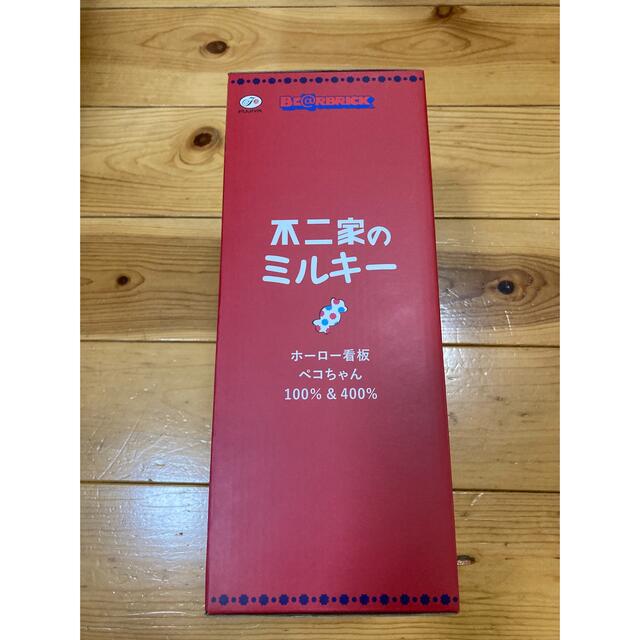 FUJIYA
BE@RBRICK
不二家の
ミルキー
ホーロー看板
ペコちゃん
100% & 400%